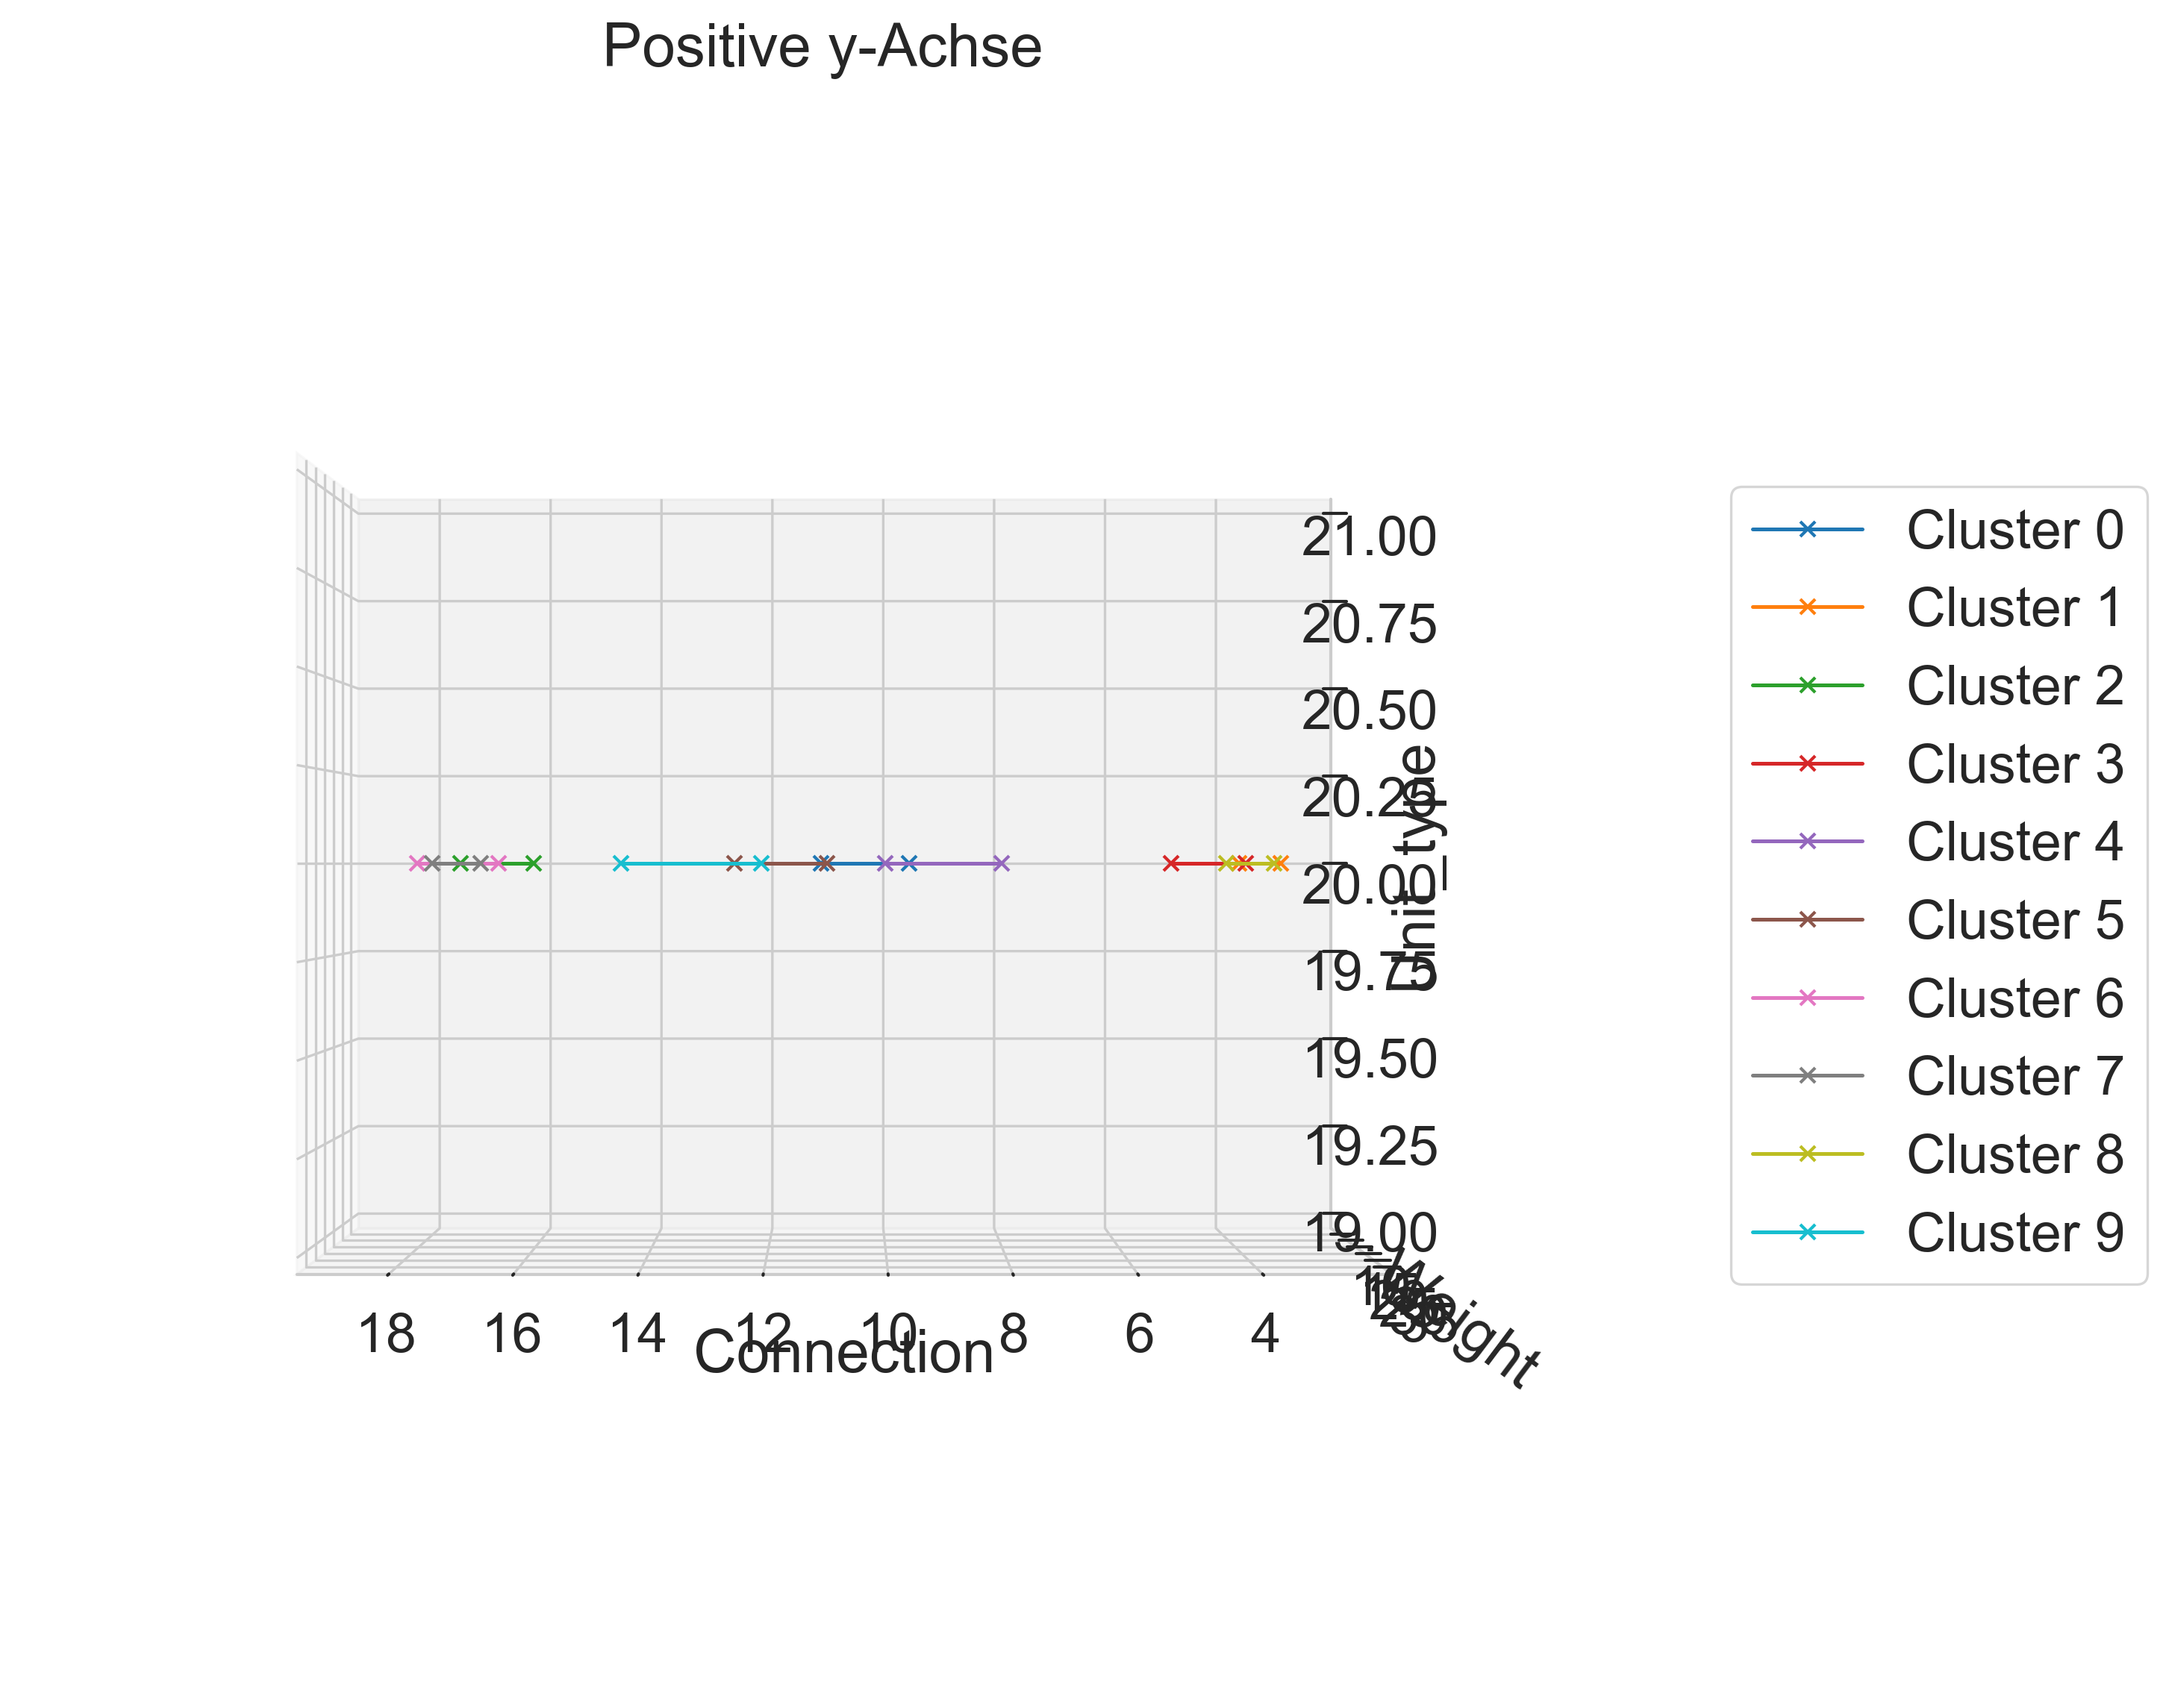 Positive y-Achse
21.00
20.75
20.50
20.25
20.00
19.75
19.50
19.25
19.00
Unit_type
18 16 14 12 10 8 6 4
Connection
Cluster 0
Cluster 1
Cluster 2
Cluster 3
Cluster 4
Cluster 5
Cluster 6
Cluster 7
Cluster 8
Cluster 9